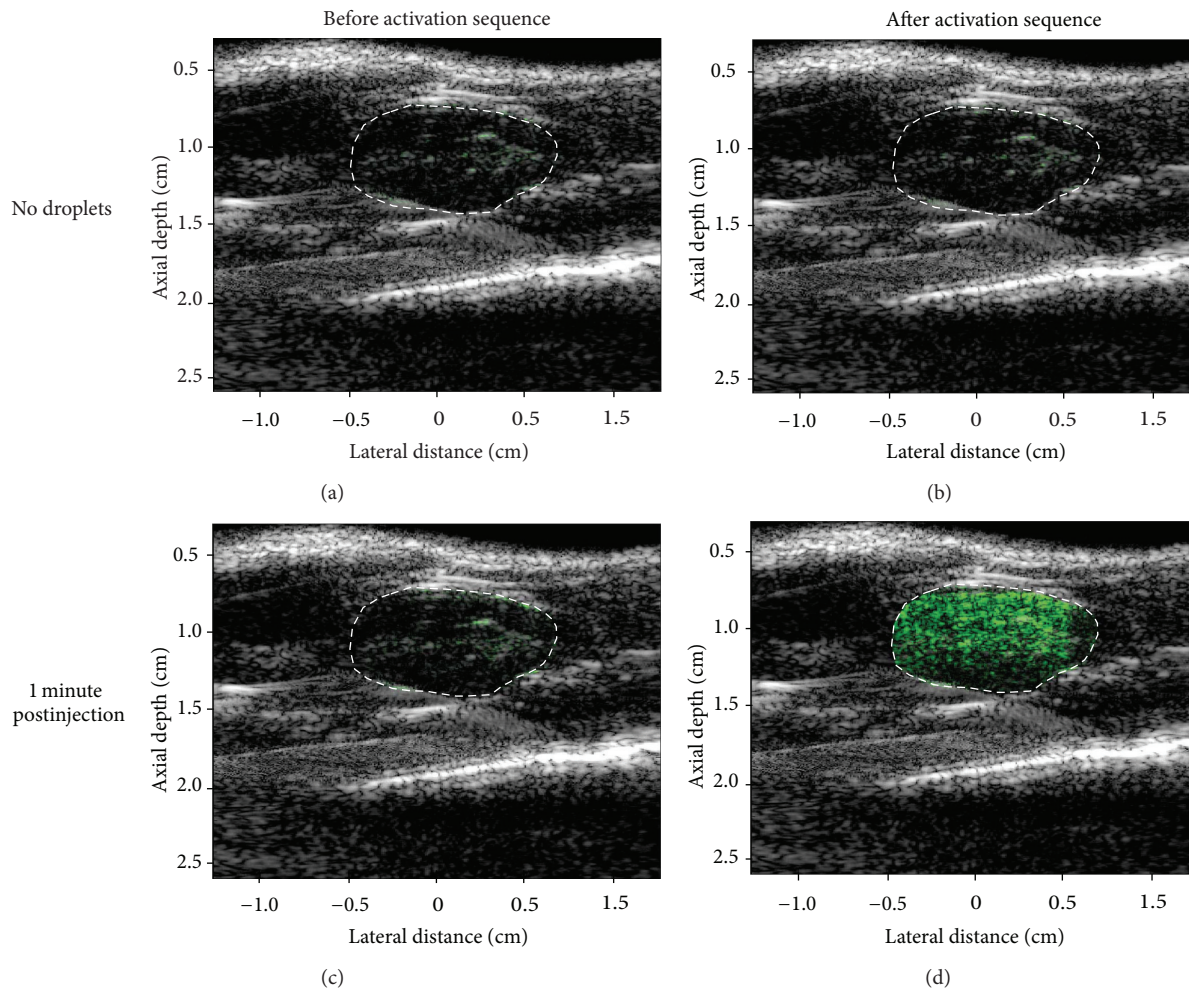 Before activation sequence
After activation sequence
No droplets
Axial depth (cm)
0.5
1.0
1.5
2.0
2.5
−1.0
−0.5
0
0.5
1.5
Lateral distance (cm)
(a)
Axial depth (cm)
0.5
1.0
1.5
2.0
2.5
−1.0
−0.5
0
0.5
1.5
Lateral distance (cm)
(b)
1 minute
postinjection
Axial depth (cm)
0.5
1.0
1.5
2.0
2.5
−1.0
−0.5
0
0.5
1.5
Lateral distance (cm)
(c)
Axial depth (cm)
0.5
1.0
1.5
2.0
2.5
−1.0
−0.5
0
0.5
1.5
Lateral distance (cm)
(d)